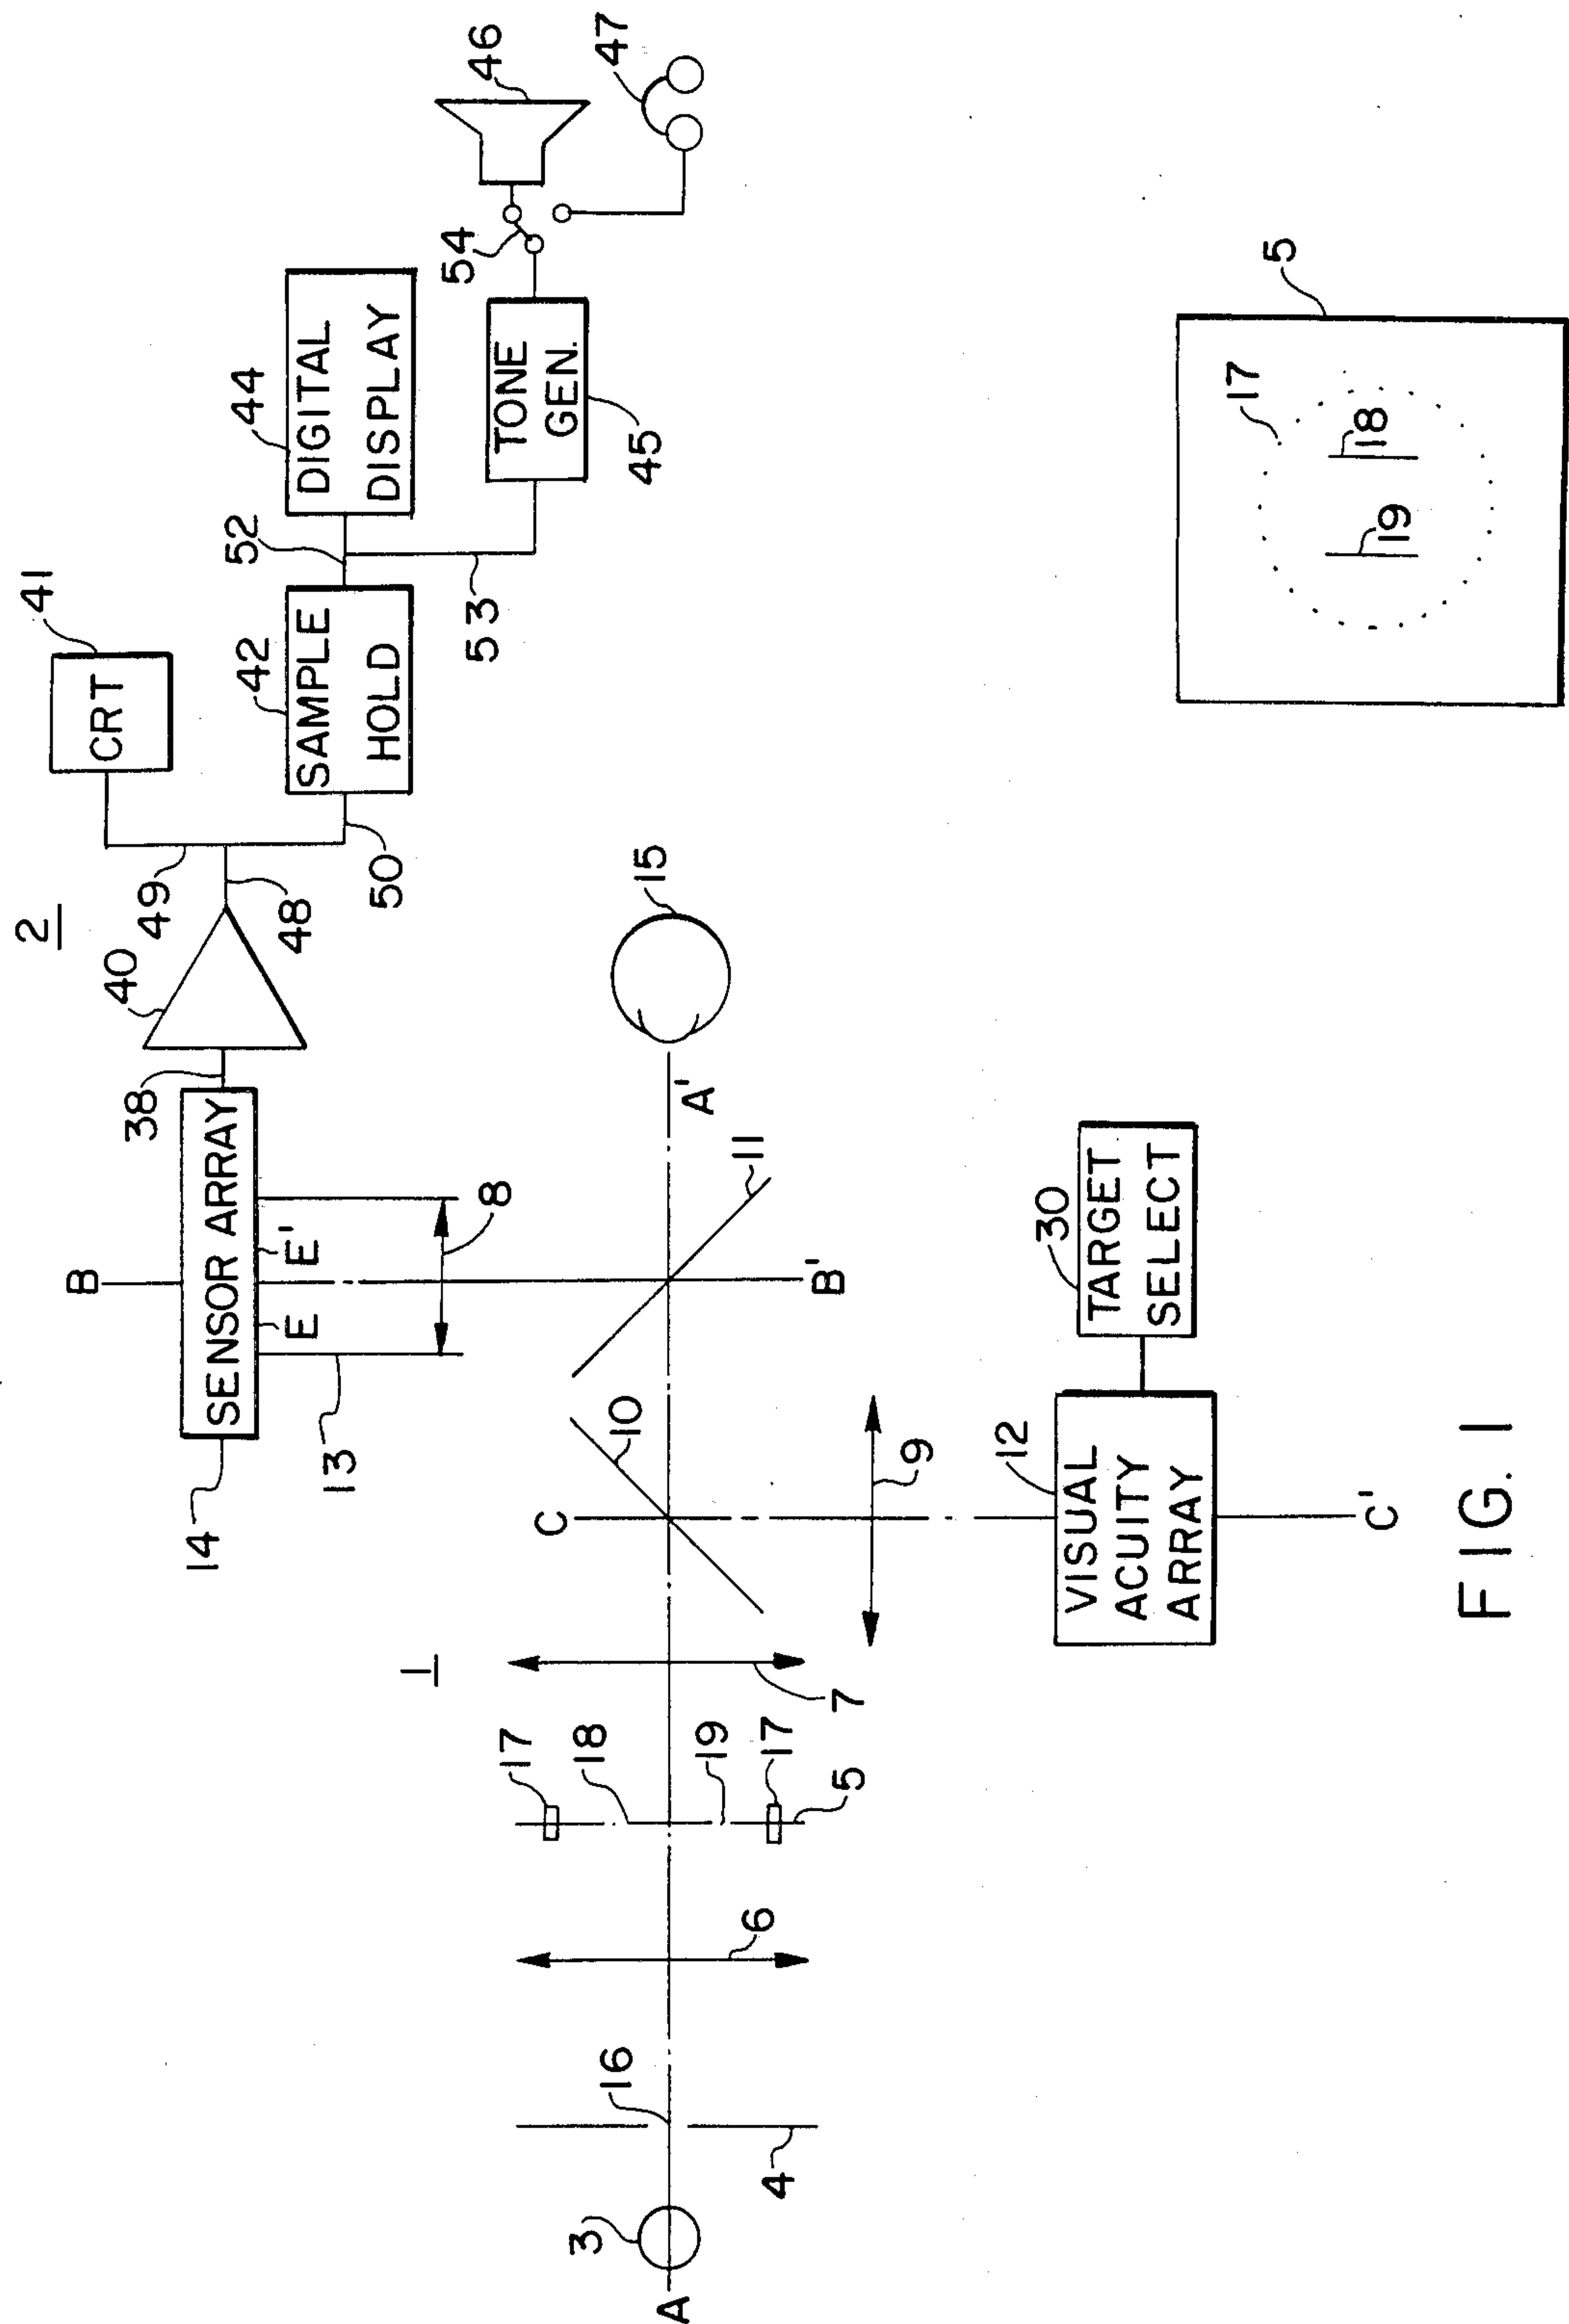 2
41
CRT
49
48
40
38
B
14
SENSOR ARRAY
E
E'
13
8
50
42
SAMPLE
HOLD
52
44
DIGITAL
DISPLAY
53
45
TONE
GEN.
54
46
47
1
A
3
16
4
6
17
18
19
17
5
7
C
10
11
A'
15
B'
9
12
VISUAL
ACUITY
ARRAY
C'
30
TARGET
SELECT
5
17
19
18
FIG. 1